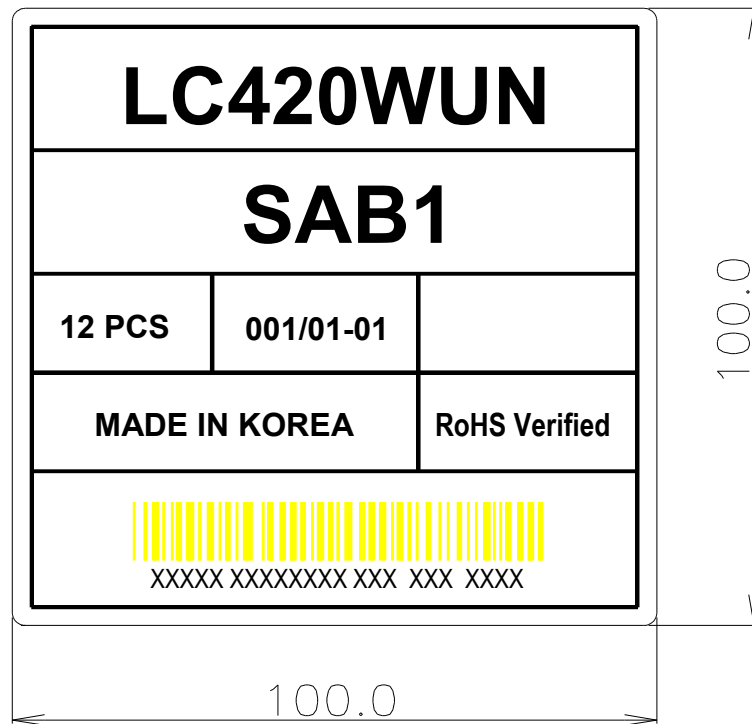 LC420WUN
SAB1
12 PCS 001/01-01
MADE IN KOREA RoHS Verified
XXXXX XXXXXXXX XXX XXX XXXX
100.0
100.0